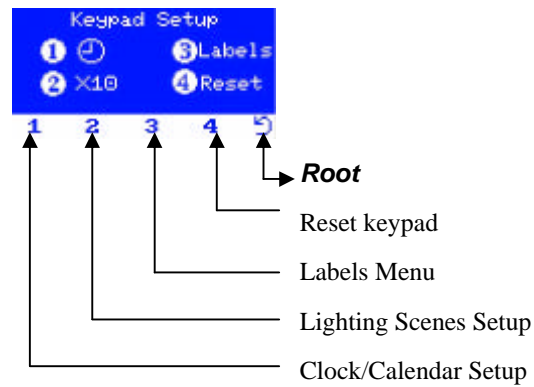 Keypad Setup
1 3 Labels
2 X10 4 Reset
1 2 3 4
Root
Reset keypad
Labels Menu
Lighting Scenes Setup
Clock/Calendar Setup